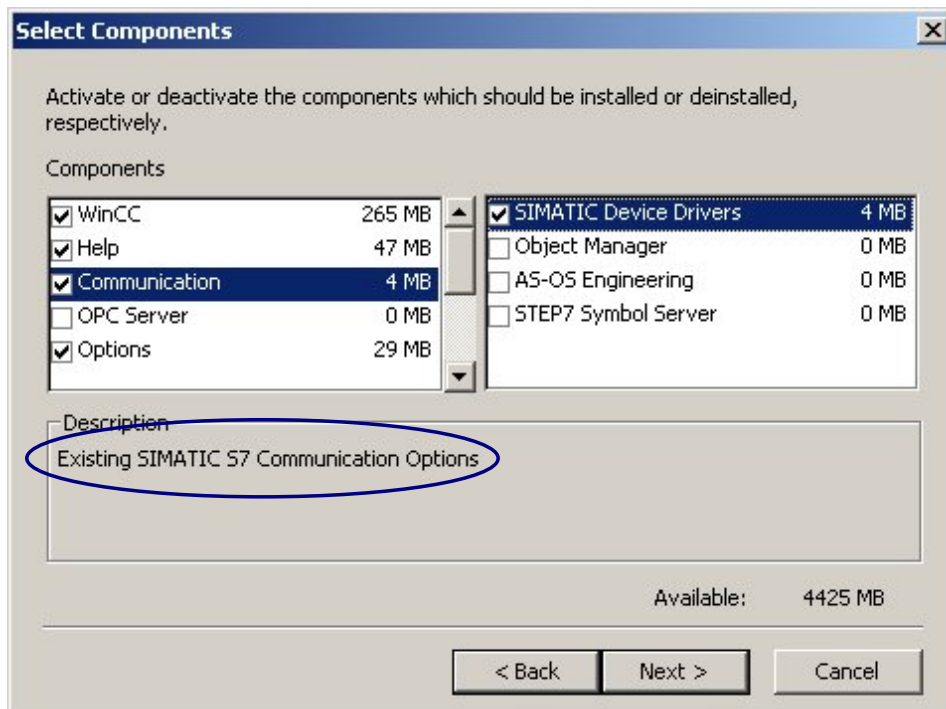 Select Components
Activate or deactivate the components which should be installed or deinstalled,
respectively.
Components
WinCC 265 MB
Help 47 MB
Communication 4 MB
OPC Server 0 MB
Options 29 MB
SIMATIC Device Drivers 4 MB
Object Manager 0 MB
AS-OS Engineering 0 MB
STEP7 Symbol Server 0 MB
Description
Existing SIMATIC S7 Communication Options
Available: 4425 MB
< Back Next > Cancel